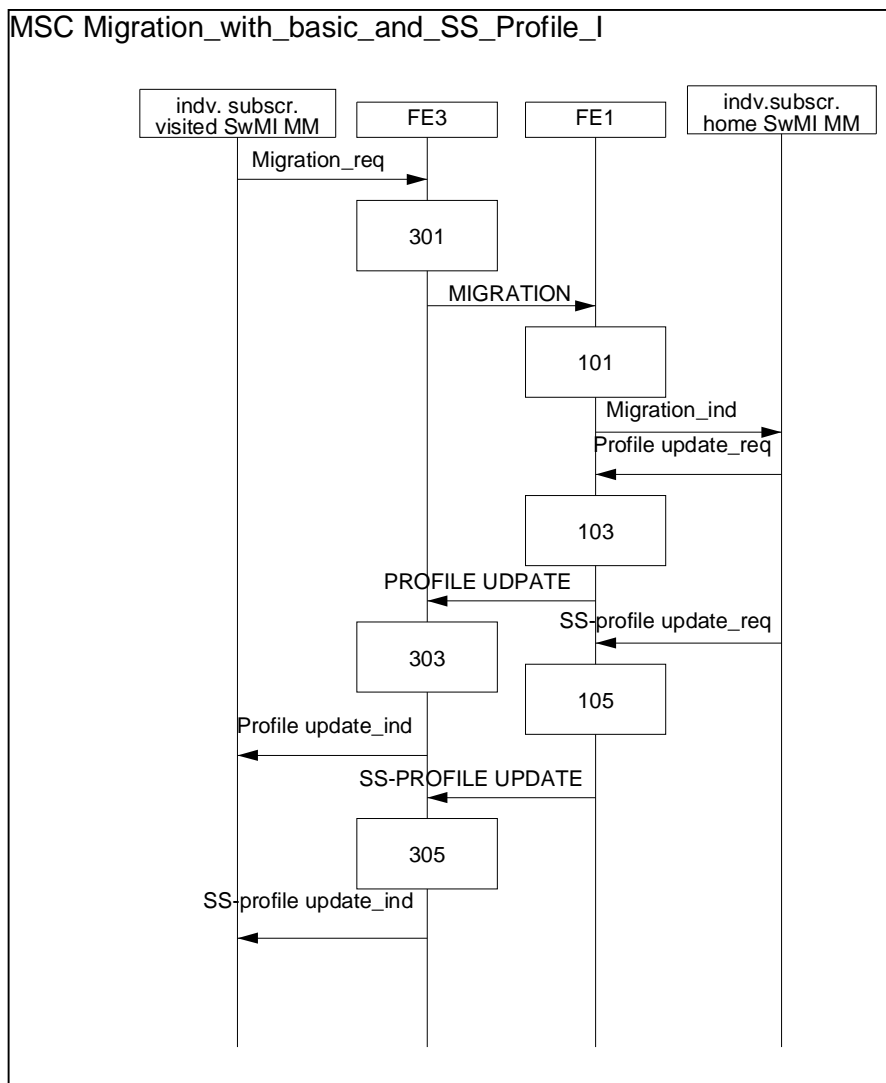 MSC Migration_with_basic_and_SS_Profile_I
indv. subscr.
visited SwMI MM
FE3
FE1
indv.subscr.
home SwMI MM
Migration_req
301
MIGRATION
101
Migration_ind
Profile update_req
103
PROFILE UDPATE
SS-profile update_req
303
105
Profile update_ind
SS-PROFILE UPDATE
305
SS-profile update_ind